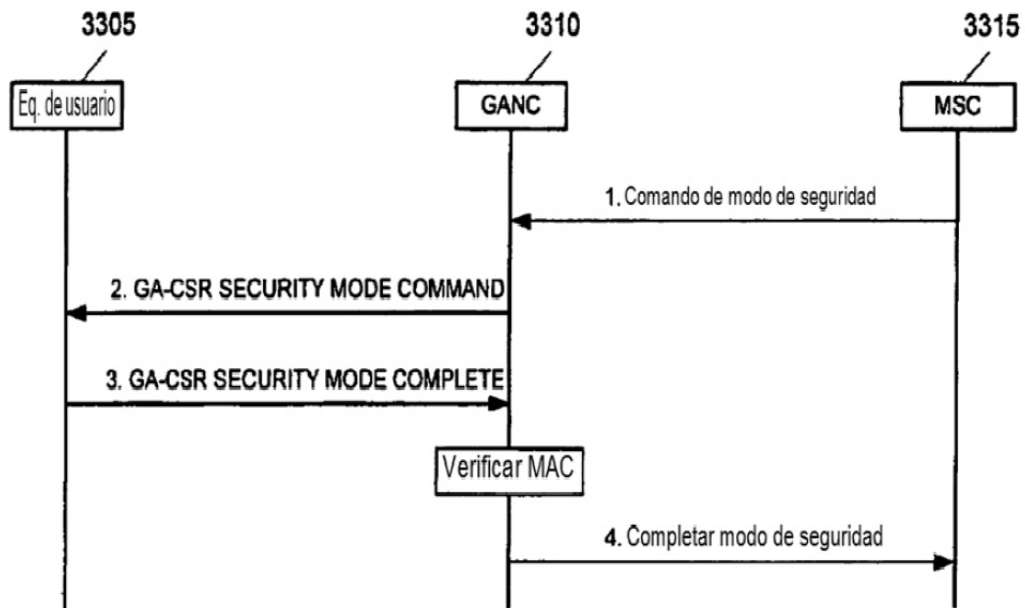 3305
3310
3315
Eq. de usuario
GANC
MSC
1. Comando de modo de seguridad
2. GA-CSR SECURITY MODE COMMAND
3. GA-CSR SECURITY MODE COMPLETE
Verificar MAC
4. Completar modo de seguridad